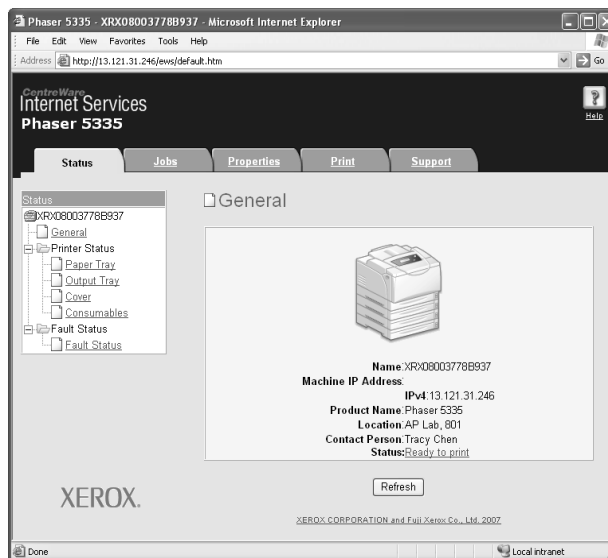 Phaser 5335 - XRX08003778B937 - Microsoft Internet Explorer
File Edit View Favorites Tools Help
Address http://13.121.31.246/ews/default.htm Go
CentreWare
Internet Services
Phaser 5335
? Help
Status Jobs Properties Print Support
Status
XRX08003778B937
General
Printer Status
Paper Tray
Output Tray
Cover
Consumables
Fault Status
Fault Status
General
Name:XRX08003778B937
Machine IP Address:
IPv4:13.121.31.246
Product Name:Phaser 5335
Location:AP Lab, 801
Contact Person:Tracy Chen
Status:Ready to print
Refresh
XEROX.
XEROX CORPORATION and Fuji Xerox Co., Ltd. 2007
Done Local intranet